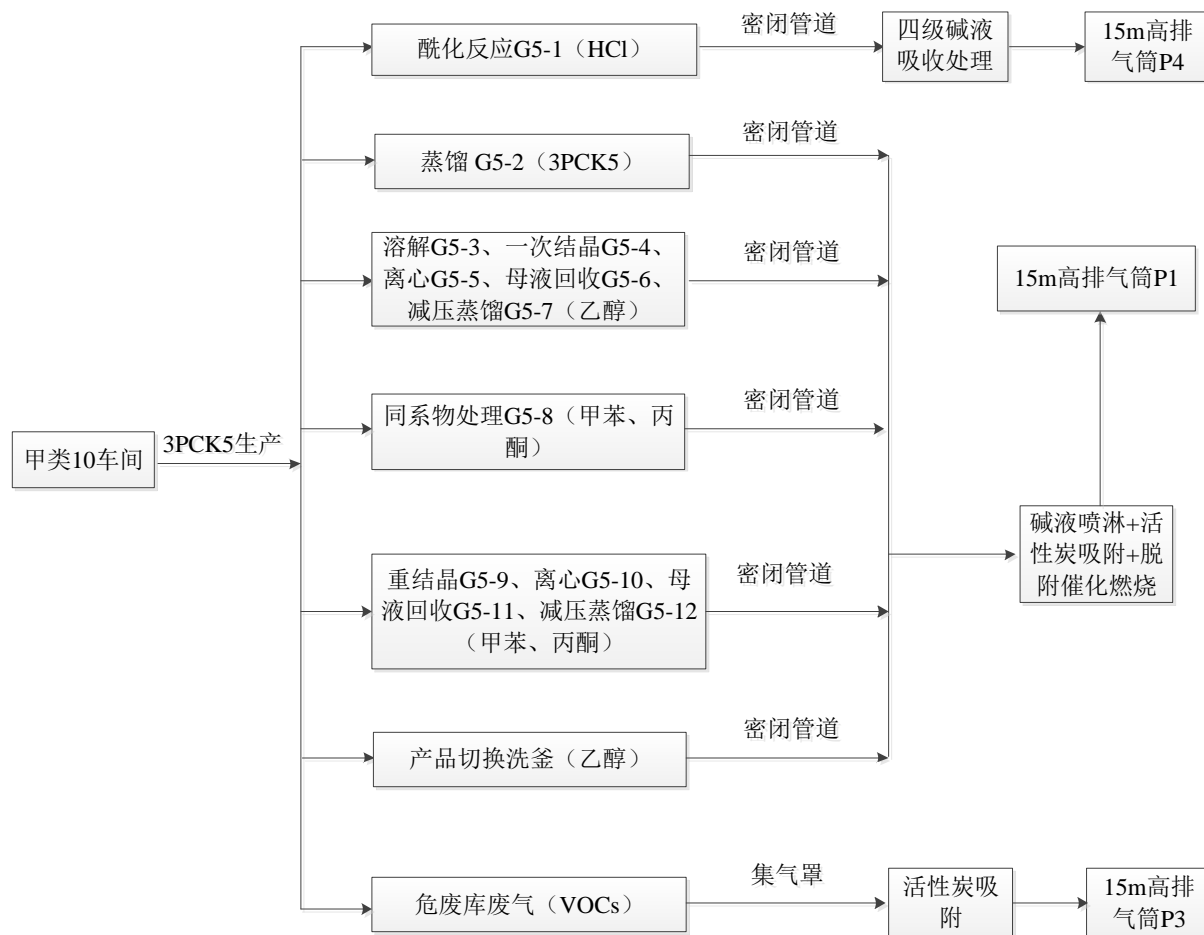 酰化反应G5-1（HCl）
密闭管道
四级碱液
吸收处理
15m高排
气筒P4
蒸馏 G5-2（3PCK5）
密闭管道
溶解G5-3、一次结晶G5-4、
离心G5-5、母液回收G5-6、
减压蒸馏G5-7（乙醇）
密闭管道
15m高排气筒P1
同系物处理G5-8（甲苯、丙
酮）
密闭管道
甲类10车间
3PCK5生产
重结晶G5-9、离心G5-10、母
液回收G5-11、减压蒸馏G5-12
（甲苯、丙酮）
密闭管道
碱液喷淋+活
性炭吸附+脱
附催化燃烧
产品切换洗釜（乙醇）
密闭管道
危废库废气（VOCs）
集气罩
活性炭吸
附
15m高排
气筒P3